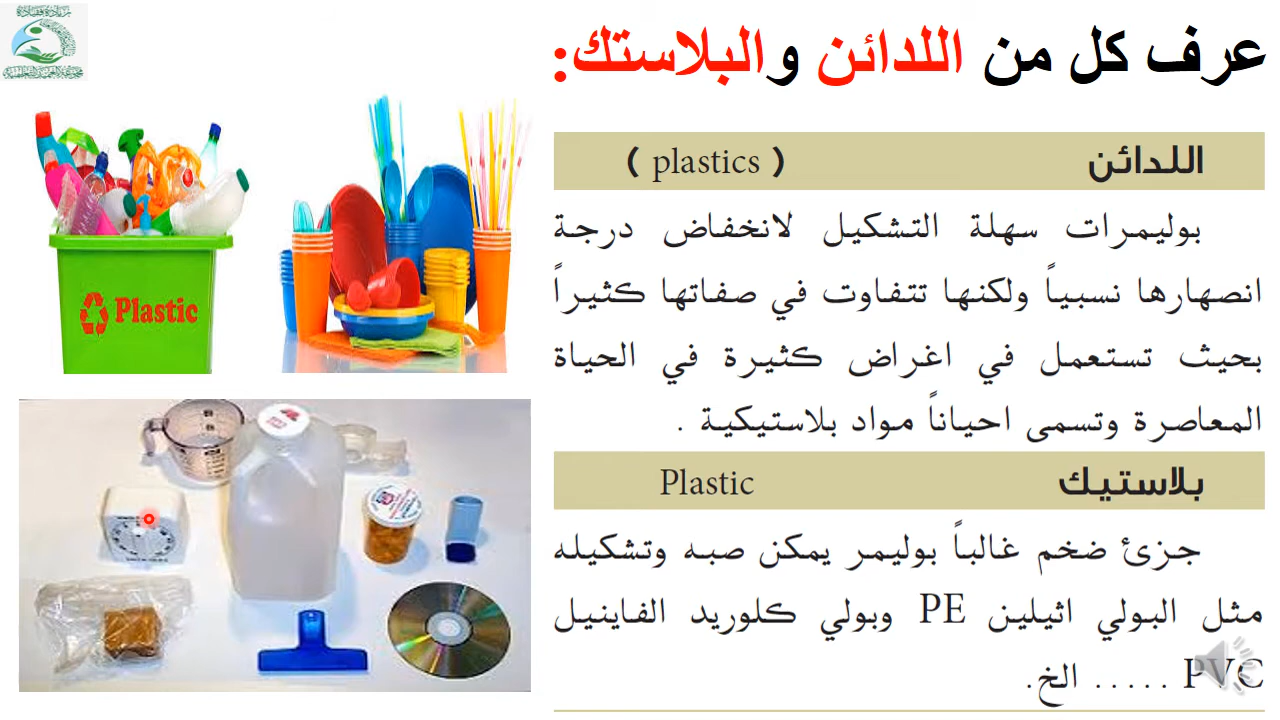 عرف كل من اللدائن والبلاستك:
اللدائن ( plastics )
بوليمرات سهلة التشكيل لانخفاض درجة
انصهارها نسبياً ولكنها تتفاوت في صفاتها كثيراً
بحيث تستعمل في اغراض كثيرة في الحياة
المعاصرة وتسمى احياناً مواد بلاستيكية .
بلاستيك Plastic
جزئ ضخم غالباً بوليمر يمكن صبه وتشكيله
مثل البولي اثيلين PE وبولي كلوريد الفاينيل
PVC ..... الخ.
Plastic